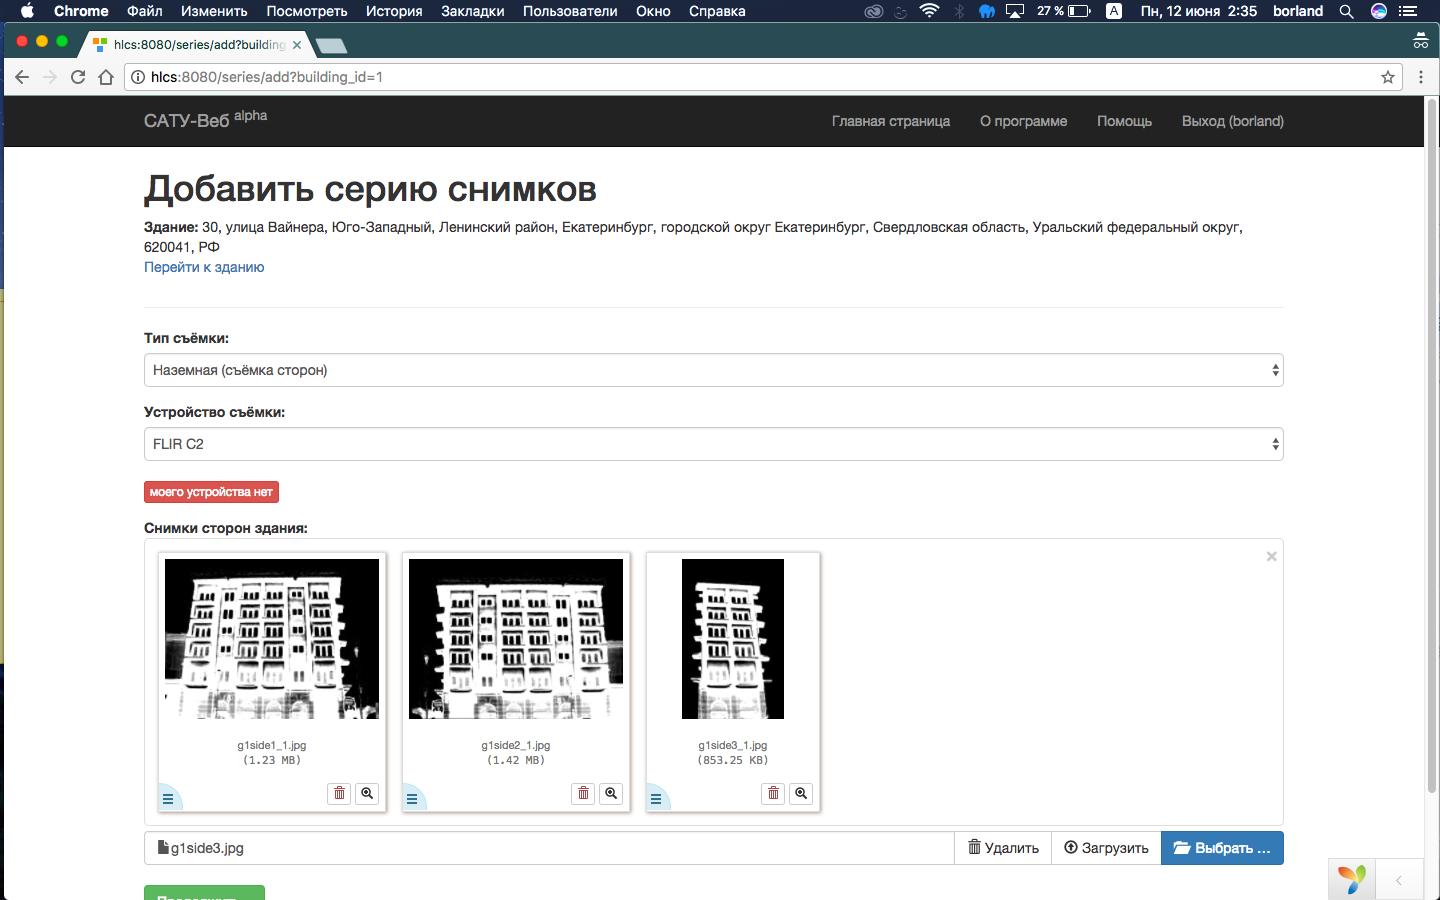 Chrome Файл Изменить Посмотреть История Закладки Пользователи Окно Справка 27 % A Пн, 12 июня 2:35 borland
hlcs:8080/series/add?building
hlcs:8080/series/add?building_id=1
САТУ-Веб alpha Главная страница О программе Помощь Выход (borland)
Добавить серию снимков
Здание: 30, улица Вайнера, Юго-Западный, Ленинский район, Екатеринбург, городской округ Екатеринбург, Свердловская область, Уральский федеральный округ,
620041, РФ
Перейти к зданию
Тип съёмки:
Наземная (съёмка сторон)
Устройство съёмки:
FLIR C2
моего устройства нет
Снимки сторон здания:
g1side1_1.jpg g1side2_1.jpg g1side3_1.jpg
(1.23 MB) (1.42 MB) (853.25 KB)
g1side3.jpg Удалить Загрузить Выбрать ...